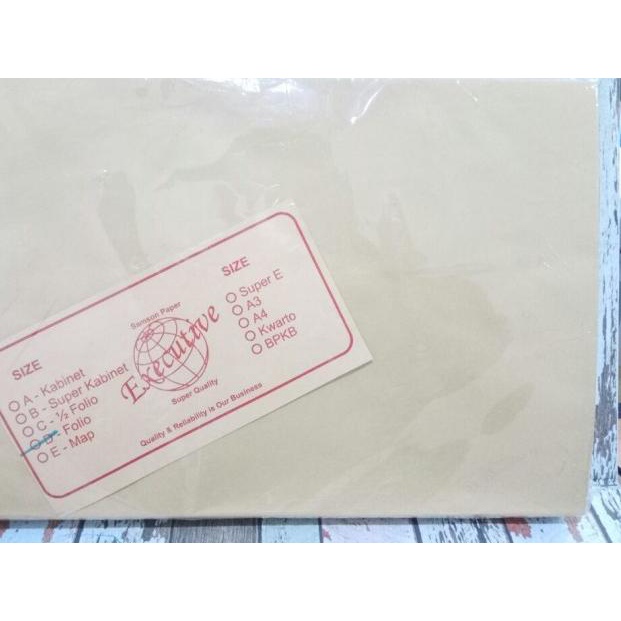 SIZE
A - Kabinet
B - Super Kabinet
C - ½ Folio
D - Folio
E - Map
Samson Paper
Executive
Super Quality
Quality & Reliability is Our Business
SIZE
Super E
A3
A4
Kwarto
BPKB